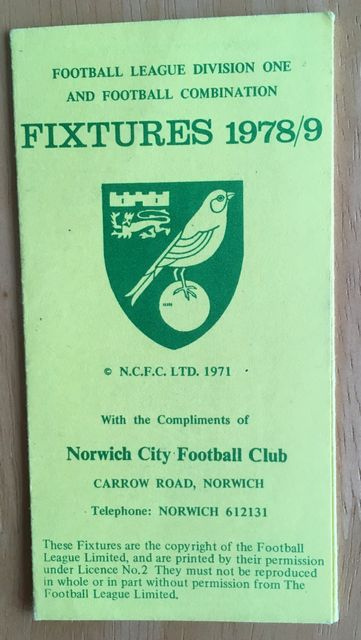 FOOTBALL LEAGUE DIVISION ONE
AND FOOTBALL COMBINATION
FIXTURES 1978/9
© N.C.F.C. LTD. 1971
With the Compliments of
Norwich City Football Club
CARROW ROAD, NORWICH
Telephone: NORWICH 612131
These Fixtures are the copyright of the Football
League Limited, and are printed by their permission
under Licence No.2 They must not be reproduced
in whole or in part without permission from The
Football League Limited.